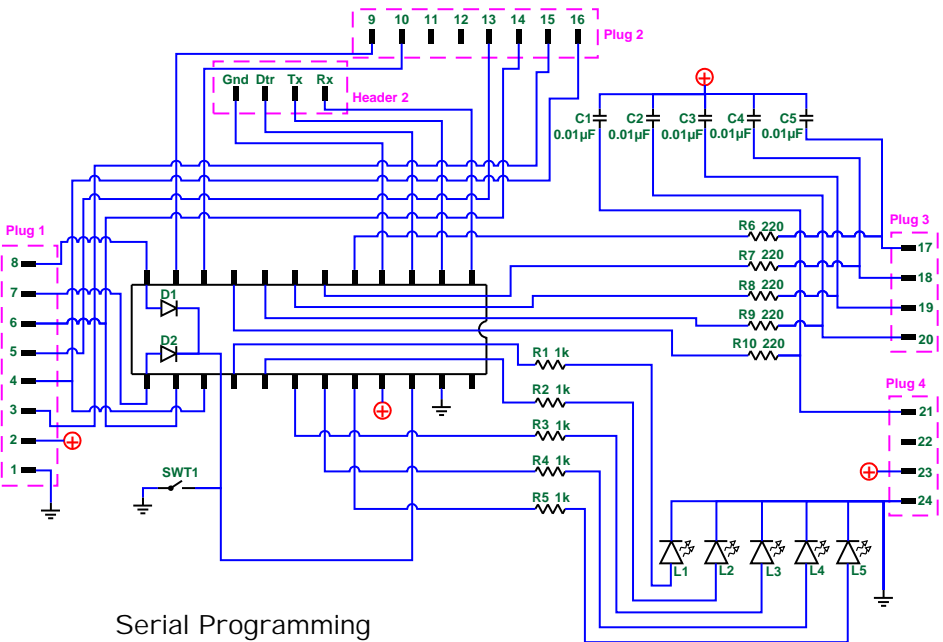 9 10 11 12 13 14 15 16
Plug 2
Gnd Dtr Tx Rx
Header 2
C1 C2 C3 C4 C5
0.01µF 0.01µF 0.01µF 0.01µF 0.01µF
Plug 1
8
7
6
5
4
3
2
1
Plug 3
17
18
19
20
R6 220
R7 220
R8 220
R9 220
R10 220
D1
D2
R1 1k
R2 1k
R3 1k
R4 1k
R5 1k
Plug 4
21
22
23
24
SWT1
L1 L2 L3 L4 L5
Serial Programming